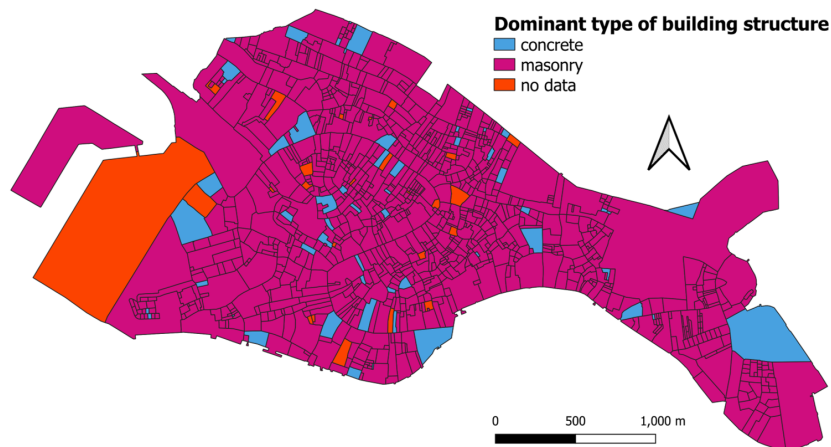 Dominant type of building structure
concrete
masonry
no data
0 500 1,000 m